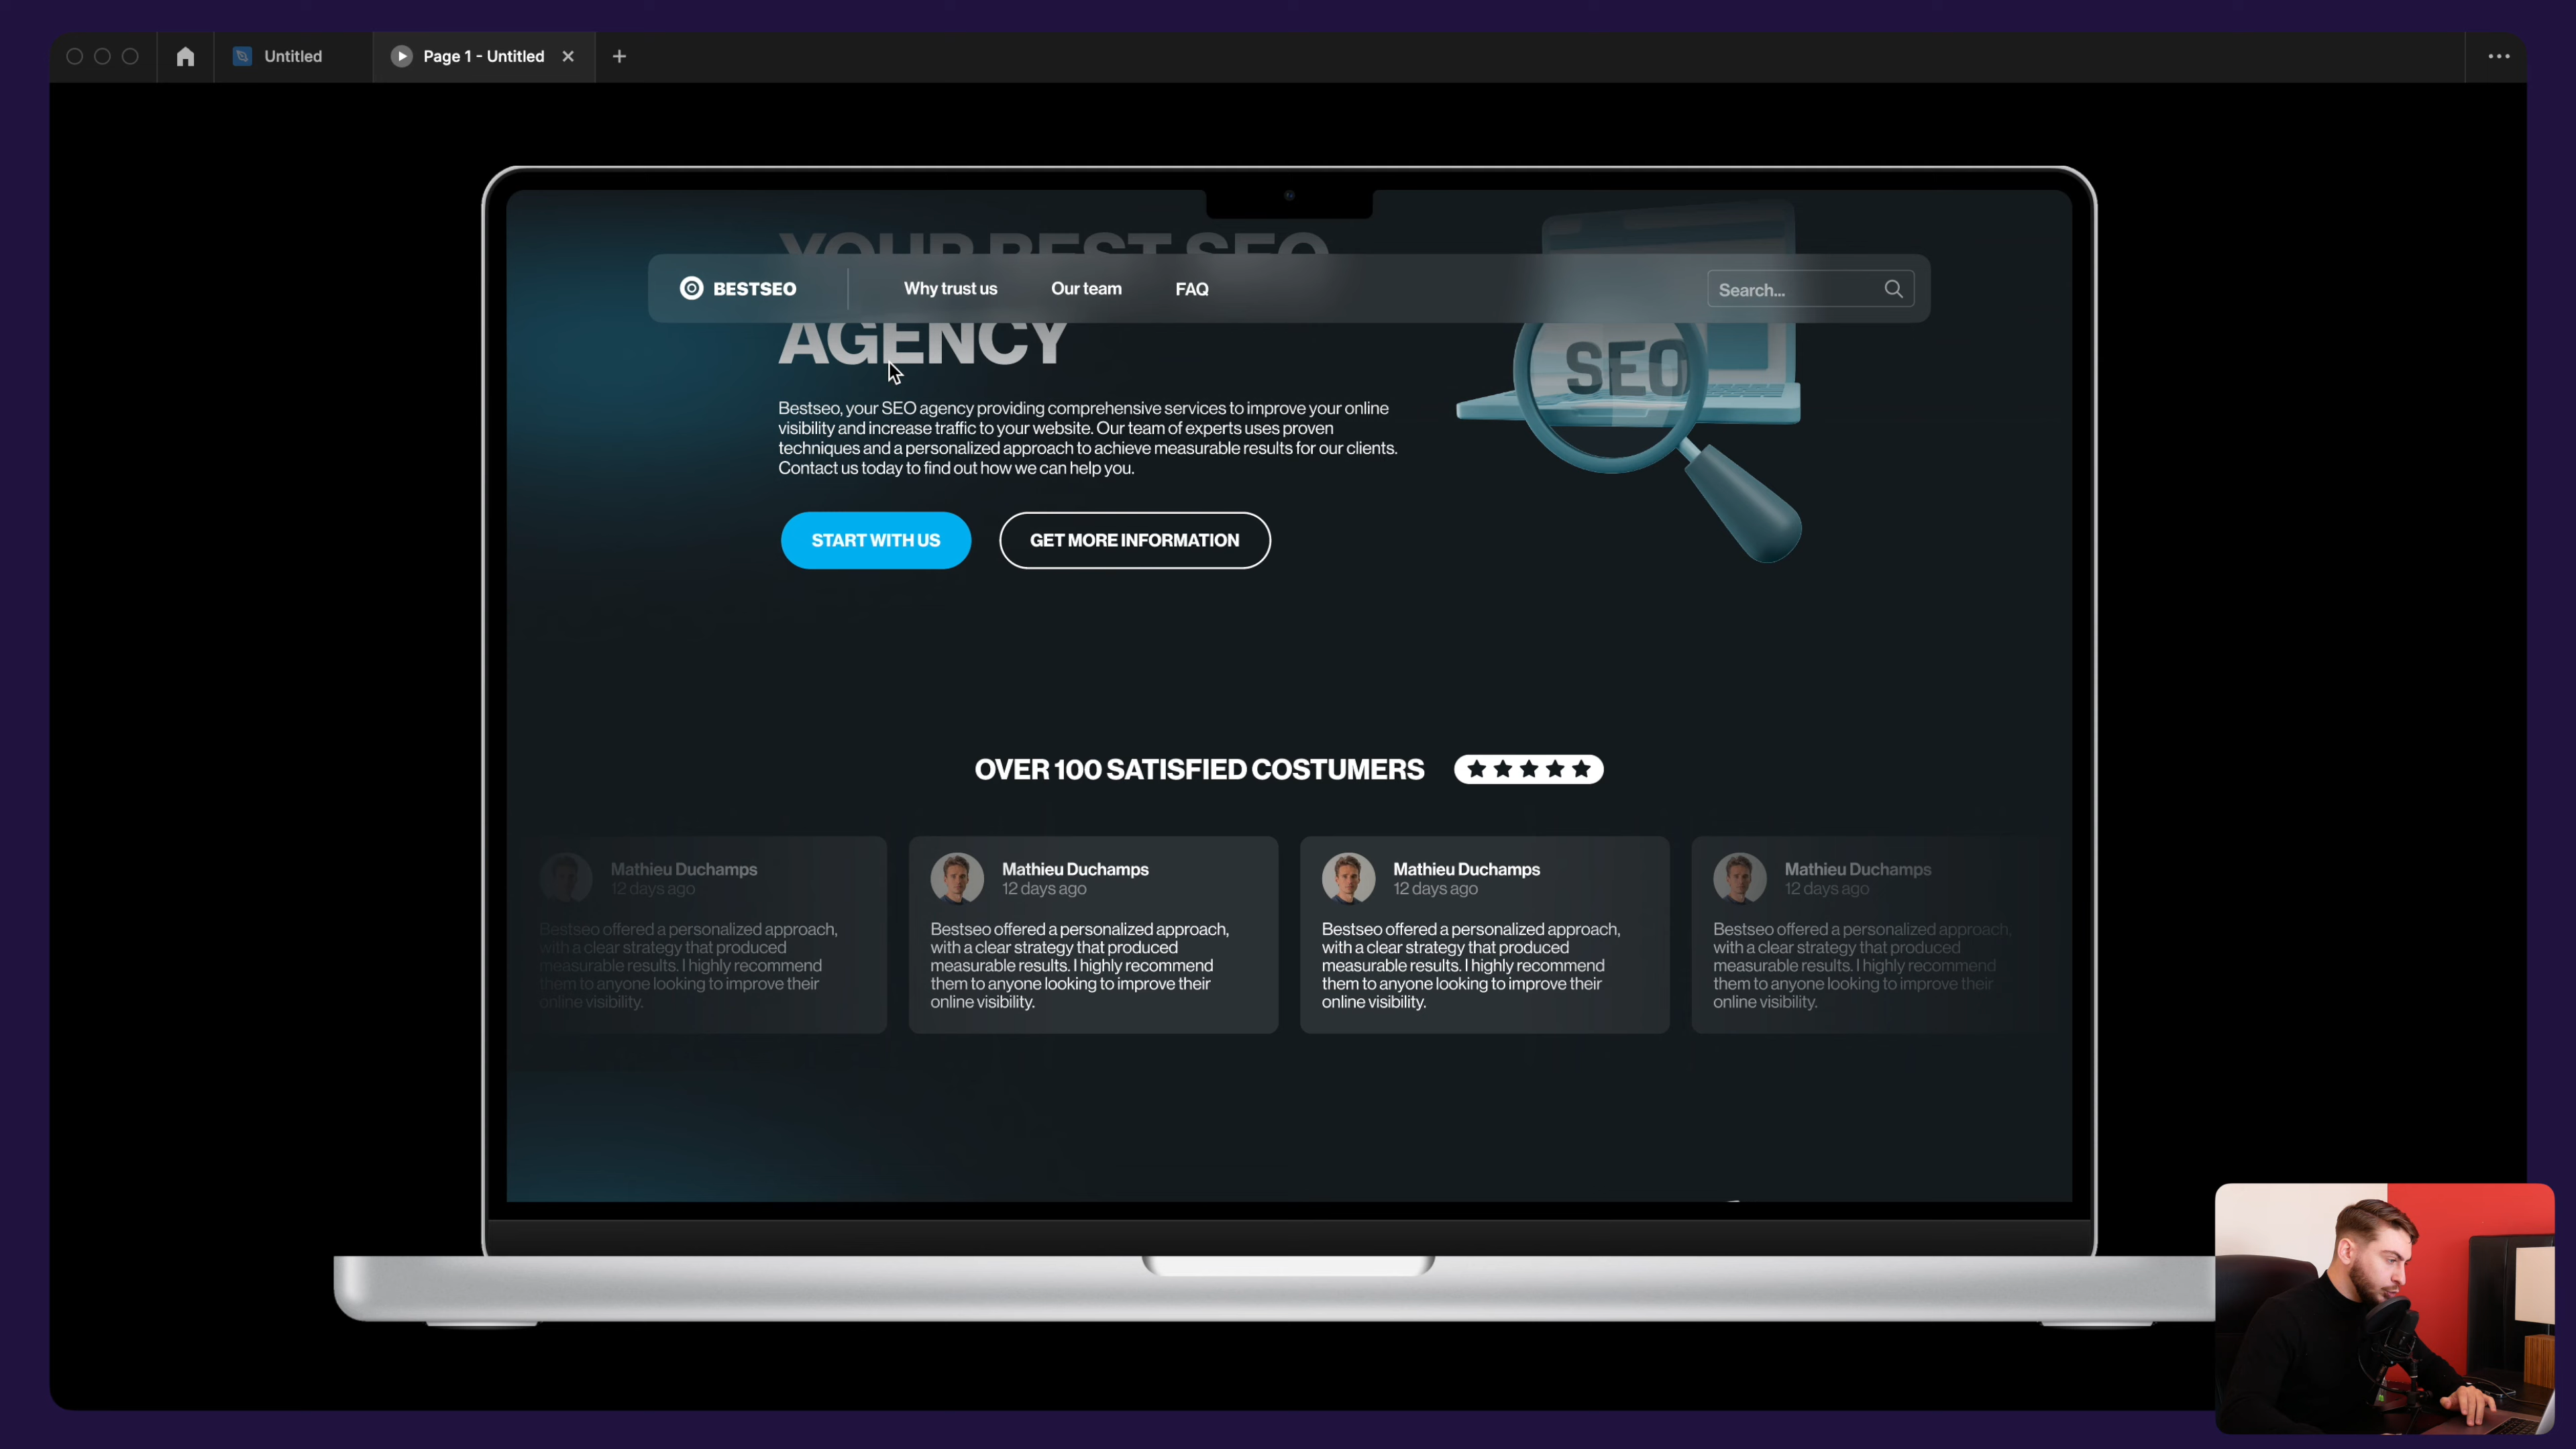 Untitled
Page 1 - Untitled
YOUR BEST SEO
BESTSEO
Why trust us
Our team
FAQ
Search...
AGENCY
SEO
Bestseo, your SEO agency providing comprehensive services to improve your online
visibility and increase traffic to your website. Our team of experts uses proven
techniques and a personalized approach to achieve measurable results for our clients.
Contact us today to find out how we can help you.
START WITH US
GET MORE INFORMATION
OVER 100 SATISFIED COSTUMERS
Mathieu Duchamps
12 days ago
Bestseo offered a personalized approach,
with a clear strategy that produced
measurable results. I highly recommend
them to anyone looking to improve their
online visibility.
Mathieu Duchamps
12 days ago
Bestseo offered a personalized approach,
with a clear strategy that produced
measurable results. I highly recommend
them to anyone looking to improve their
online visibility.
Mathieu Duchamps
12 days ago
Bestseo offered a personalized approach,
with a clear strategy that produced
measurable results. I highly recommend
them to anyone looking to improve their
online visibility.
Mathieu Duchamps
12 days ago
Bestseo offered a personalized approach,
with a clear strategy that produced
measurable results. I highly recommend
them to anyone looking to improve their
online visibility.